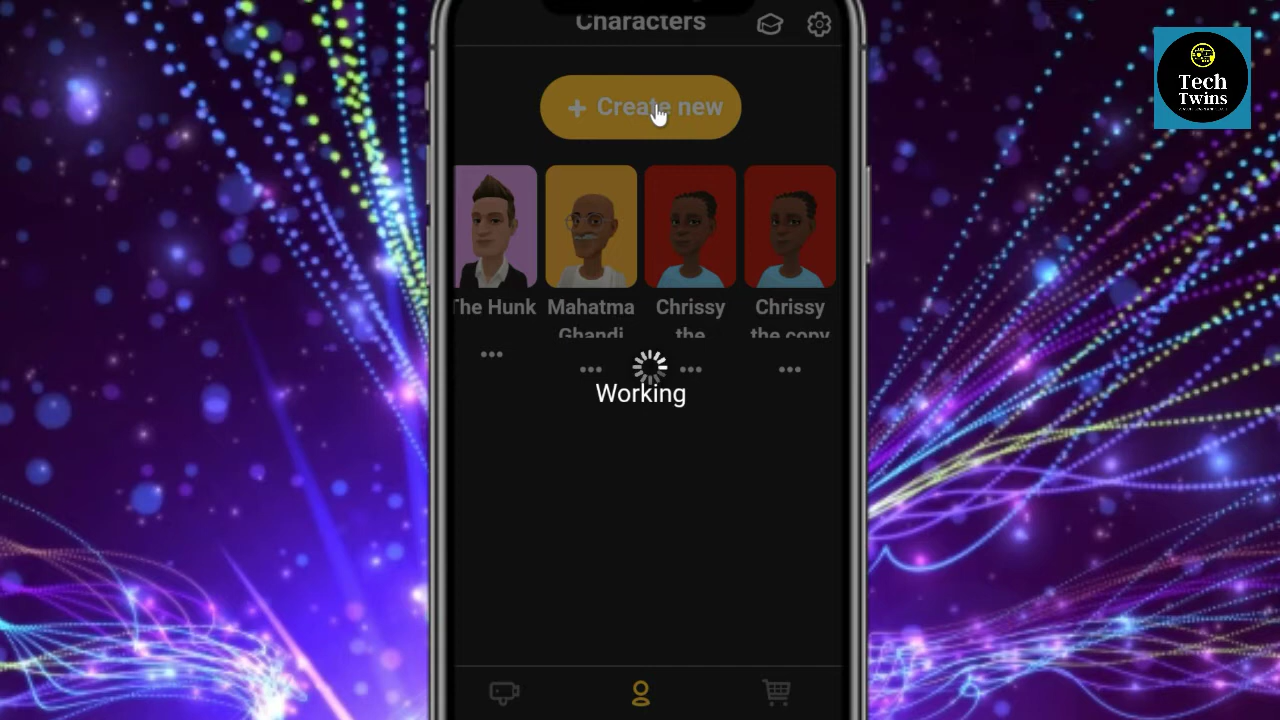 Characters
Tech
Twins
+ Create new
The Hunk
Mahatma
Ghandi
Chrissy
the
Chrissy
the copy
Working